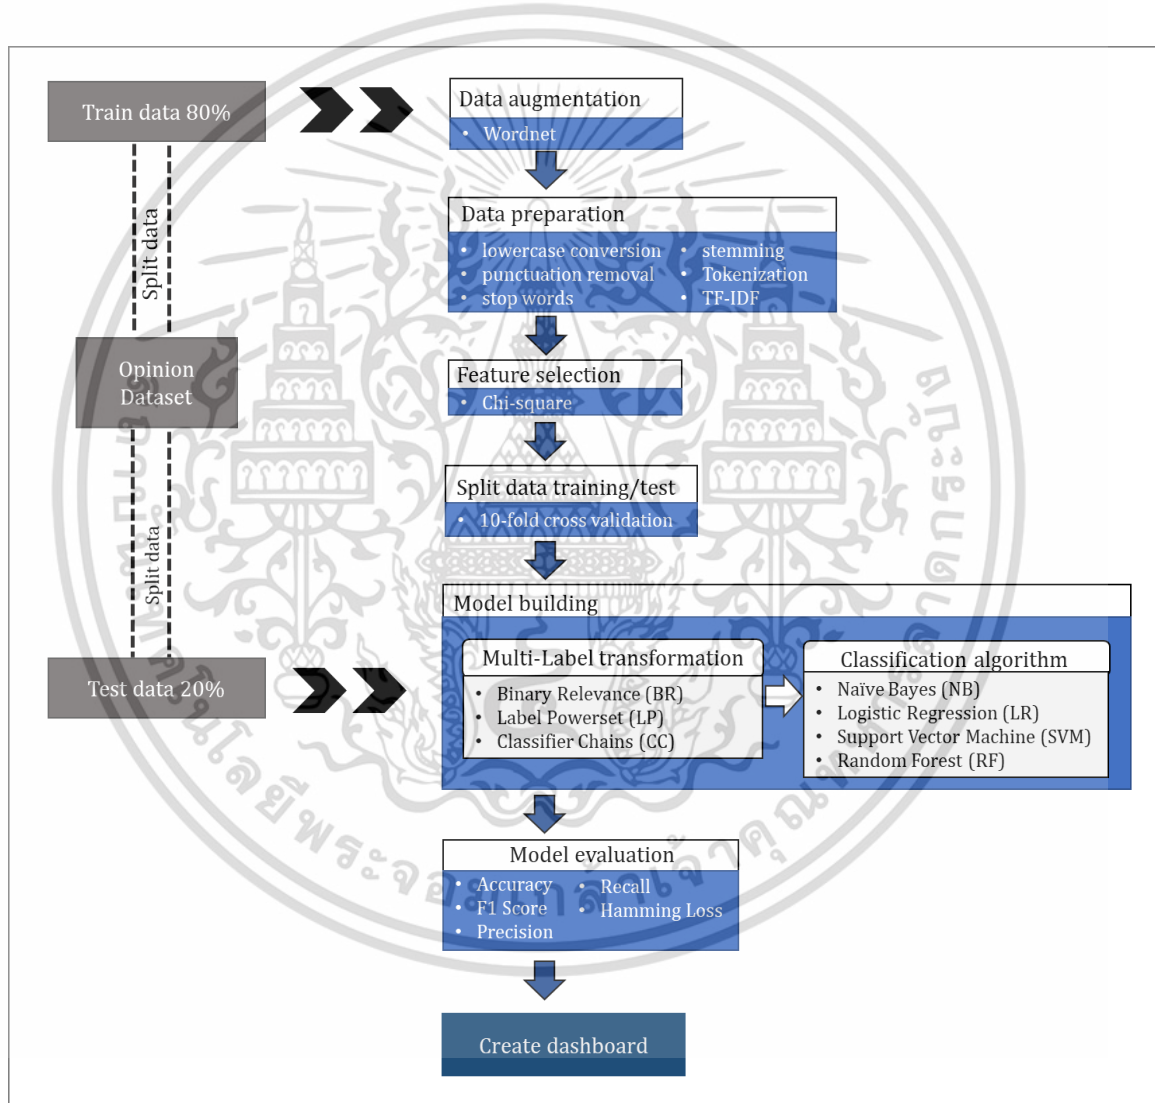 Train data 80%
Split data
Opinion
Dataset
Split data
Test data 20%
Data augmentation
• Wordnet
Data preparation
• lowercase conversion
• punctuation removal
• stop words
• stemming
• Tokenization
• TF-IDF
Feature selection
• Chi-square
Split data training/test
• 10-fold cross validation
Model building
Multi-Label transformation
• Binary Relevance (BR)
• Label Powerset (LP)
• Classifier Chains (CC)
Classification algorithm
• Naïve Bayes (NB)
• Logistic Regression (LR)
• Support Vector Machine (SVM)
• Random Forest (RF)
Model evaluation
• Accuracy
• F1 Score
• Precision
• Recall
• Hamming Loss
Create dashboard